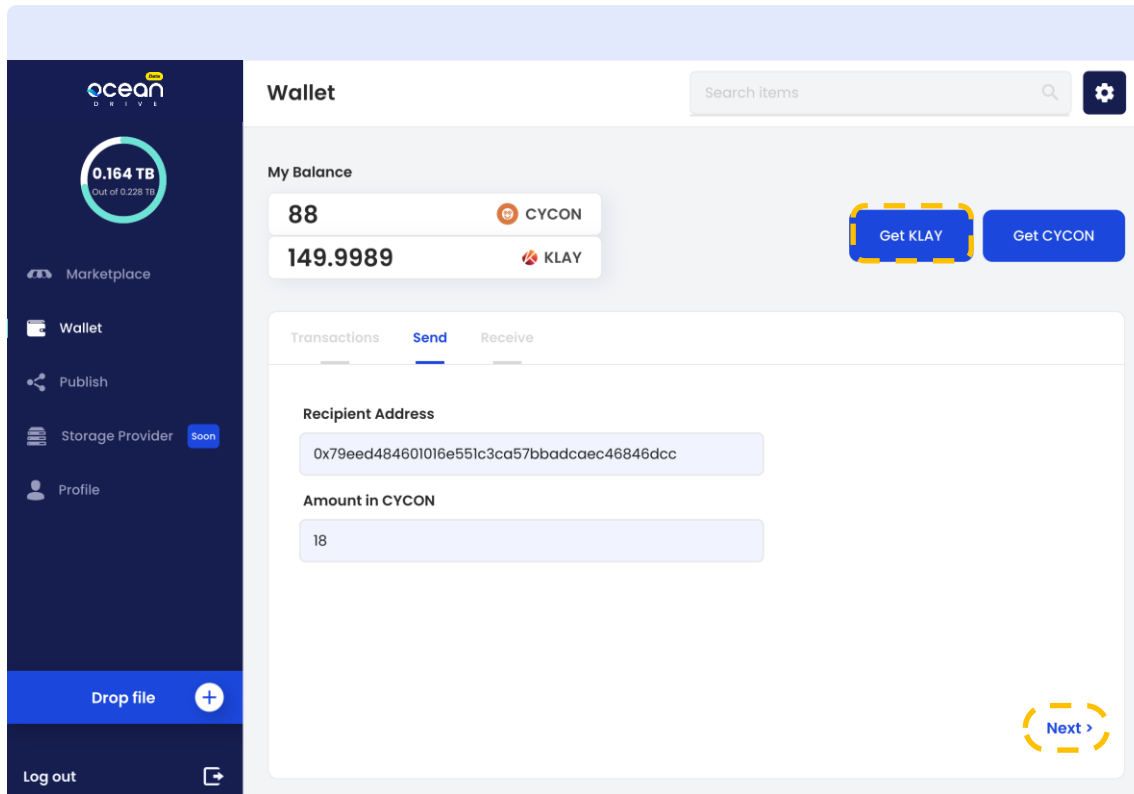 Beta
ocean
DRIVE
0.164 TB
Out of 0.228 TB
Marketplace
Wallet
Publish
Storage Provider
Soon
Profile
Drop file
Log out
Wallet
Search items
My Balance
88 CYCON
149.9989 KLAY
Get KLAY
Get CYCON
Transactions Send Receive
Recipient Address
0x79eed484601016e551c3ca57bbadcaec46846dcc
Amount in CYCON
18
Next >